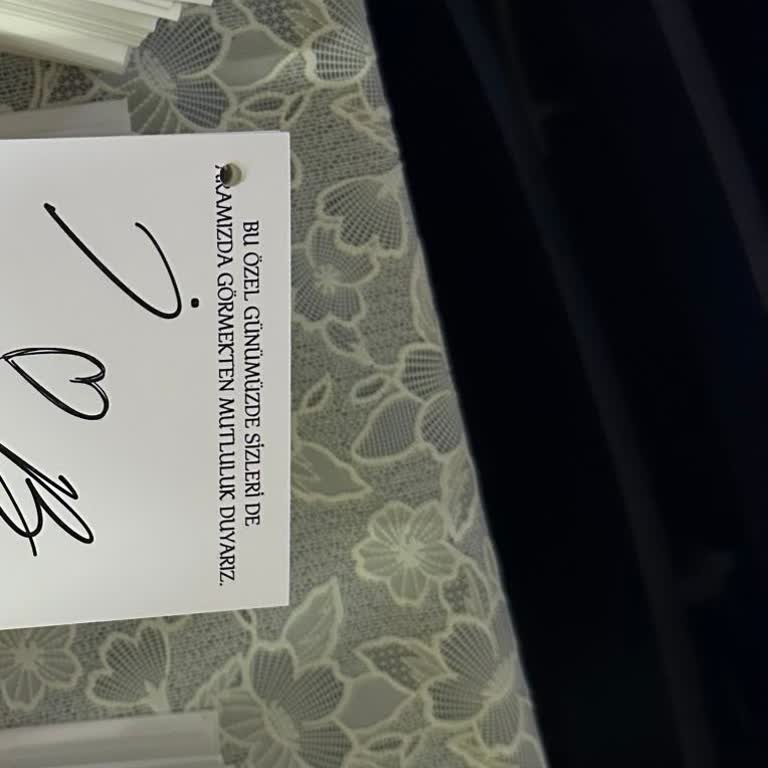 BU ÖZEL GÜNÜMÜZDE SİZLERİ DE
ARAMIZDA GÖRMEKTEN MUTLULUK DUYARIZ.
İ B